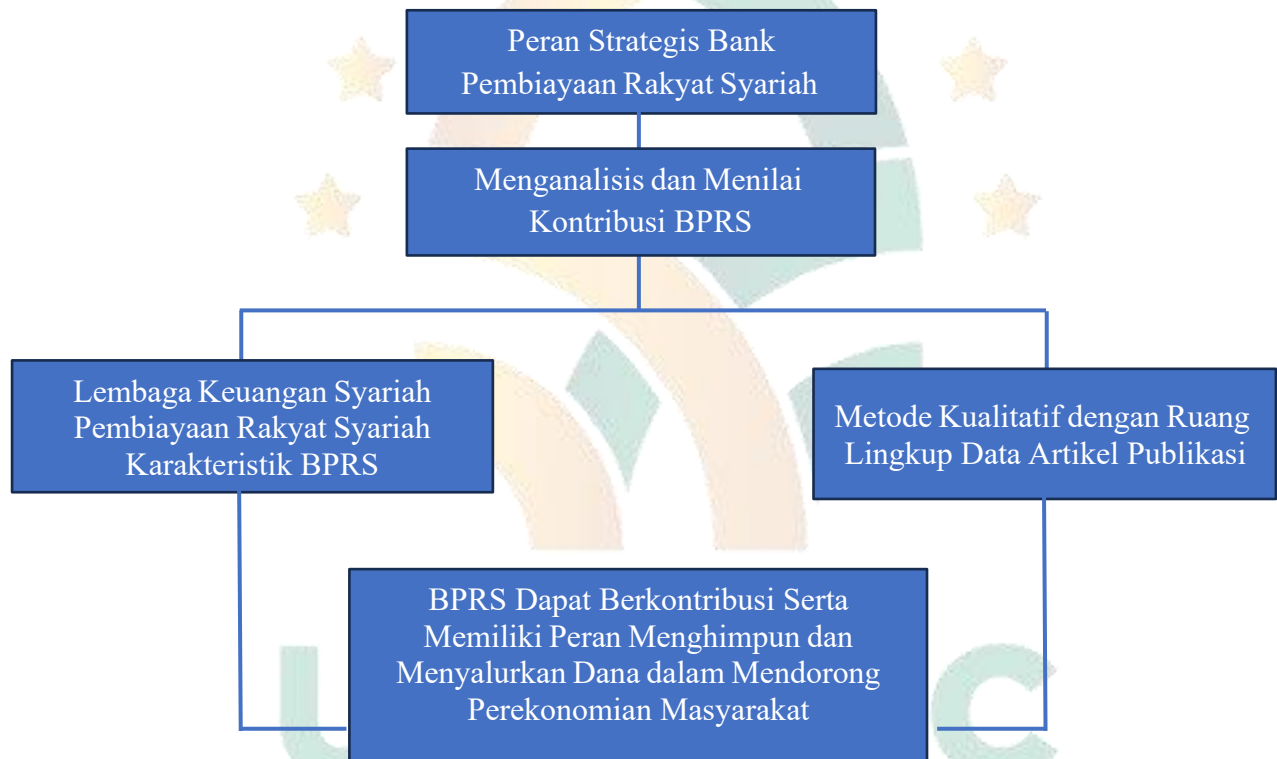 Peran Strategis Bank
Pembiayaan Rakyat Syariah
Menganalisis dan Menilai
Kontribusi BPRS
Lembaga Keuangan Syariah
Pembiayaan Rakyat Syariah
Karakteristik BPRS
Metode Kualitatif dengan Ruang
Lingkup Data Artikel Publikasi
BPRS Dapat Berkontribusi Serta
Memiliki Peran Menghimpun dan
Menyalurkan Dana dalam Mendorong
Perekonomian Masyarakat